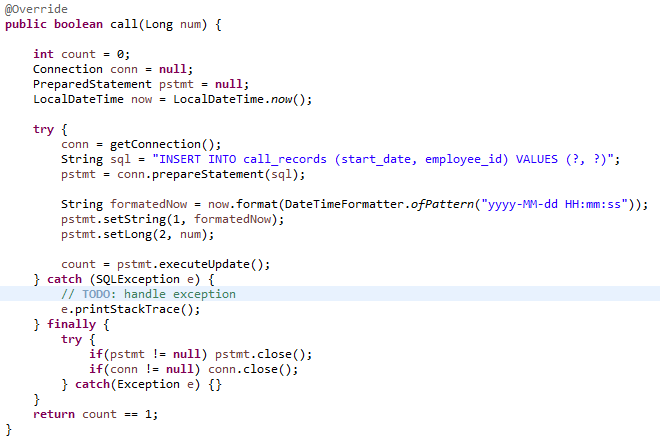 @Override
public boolean call(Long num) {
int count = 0;
Connection conn = null;
PreparedStatement pstmt = null;
LocalDateTime now = LocalDateTime.now();
try {
conn = getConnection();
String sql = "INSERT INTO call_records (start_date, employee_id) VALUES (?, ?)";
pstmt = conn.prepareStatement(sql);
String formatedNow = now.format(DateTimeFormatter.ofPattern("yyyy-MM-dd HH:mm:ss"));
pstmt.setString(1, formatedNow);
pstmt.setLong(2, num);
count = pstmt.executeUpdate();
} catch (SQLException e) {
// TODO: handle exception
e.printStackTrace();
} finally {
try {
if(pstmt != null) pstmt.close();
if(conn != null) conn.close();
} catch(Exception e) {}
}
return count == 1;
}